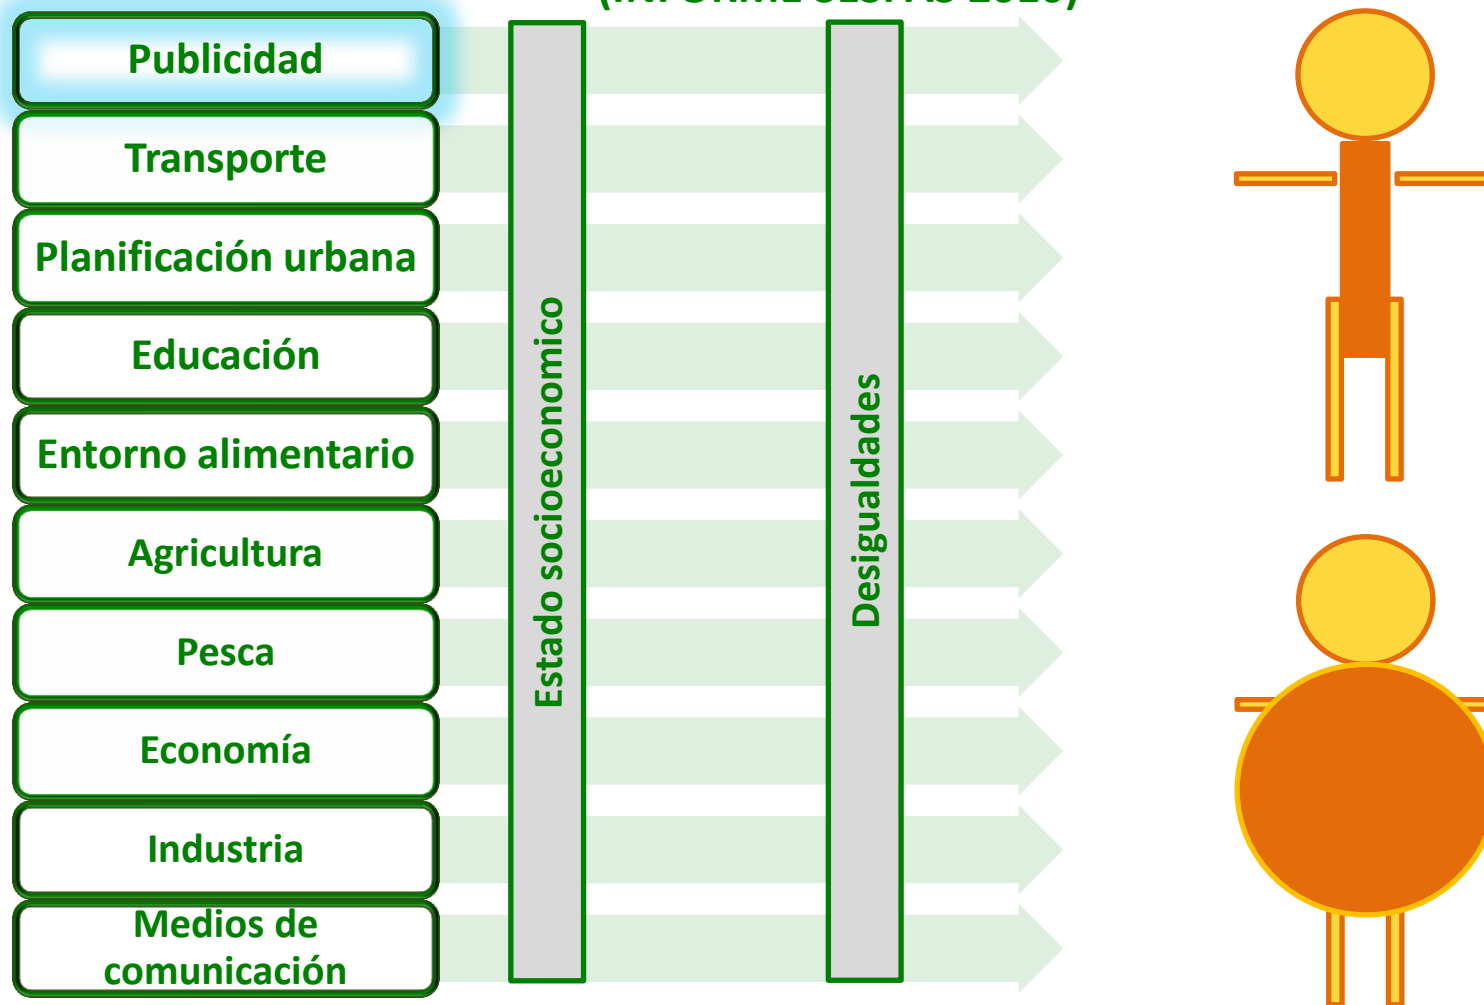 Publicidad
Transporte
Planificación urbana
Educación
Entorno alimentario
Agricultura
Pesca
Economía
Industria
Medios de
comunicación
Estado socioeconomico
Desigualdades